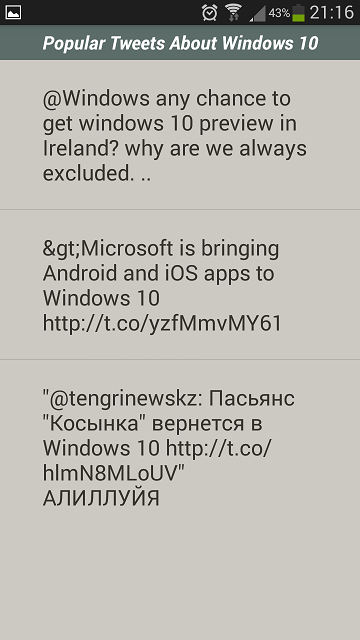 43% 21:16
Popular Tweets About Windows 10
@Windows any chance to
get windows 10 preview in
Ireland? why are we always
excluded. ..
&gt;Microsoft is bringing
Android and iOS apps to
Windows 10
http://t.co/yzfMmvMY61
"@tengrinewskz: Пасьянс
"Косынка" вернется в
Windows 10 http://t.co/
hlmN8MLoUV"
АЛИЛЛУЙЯ